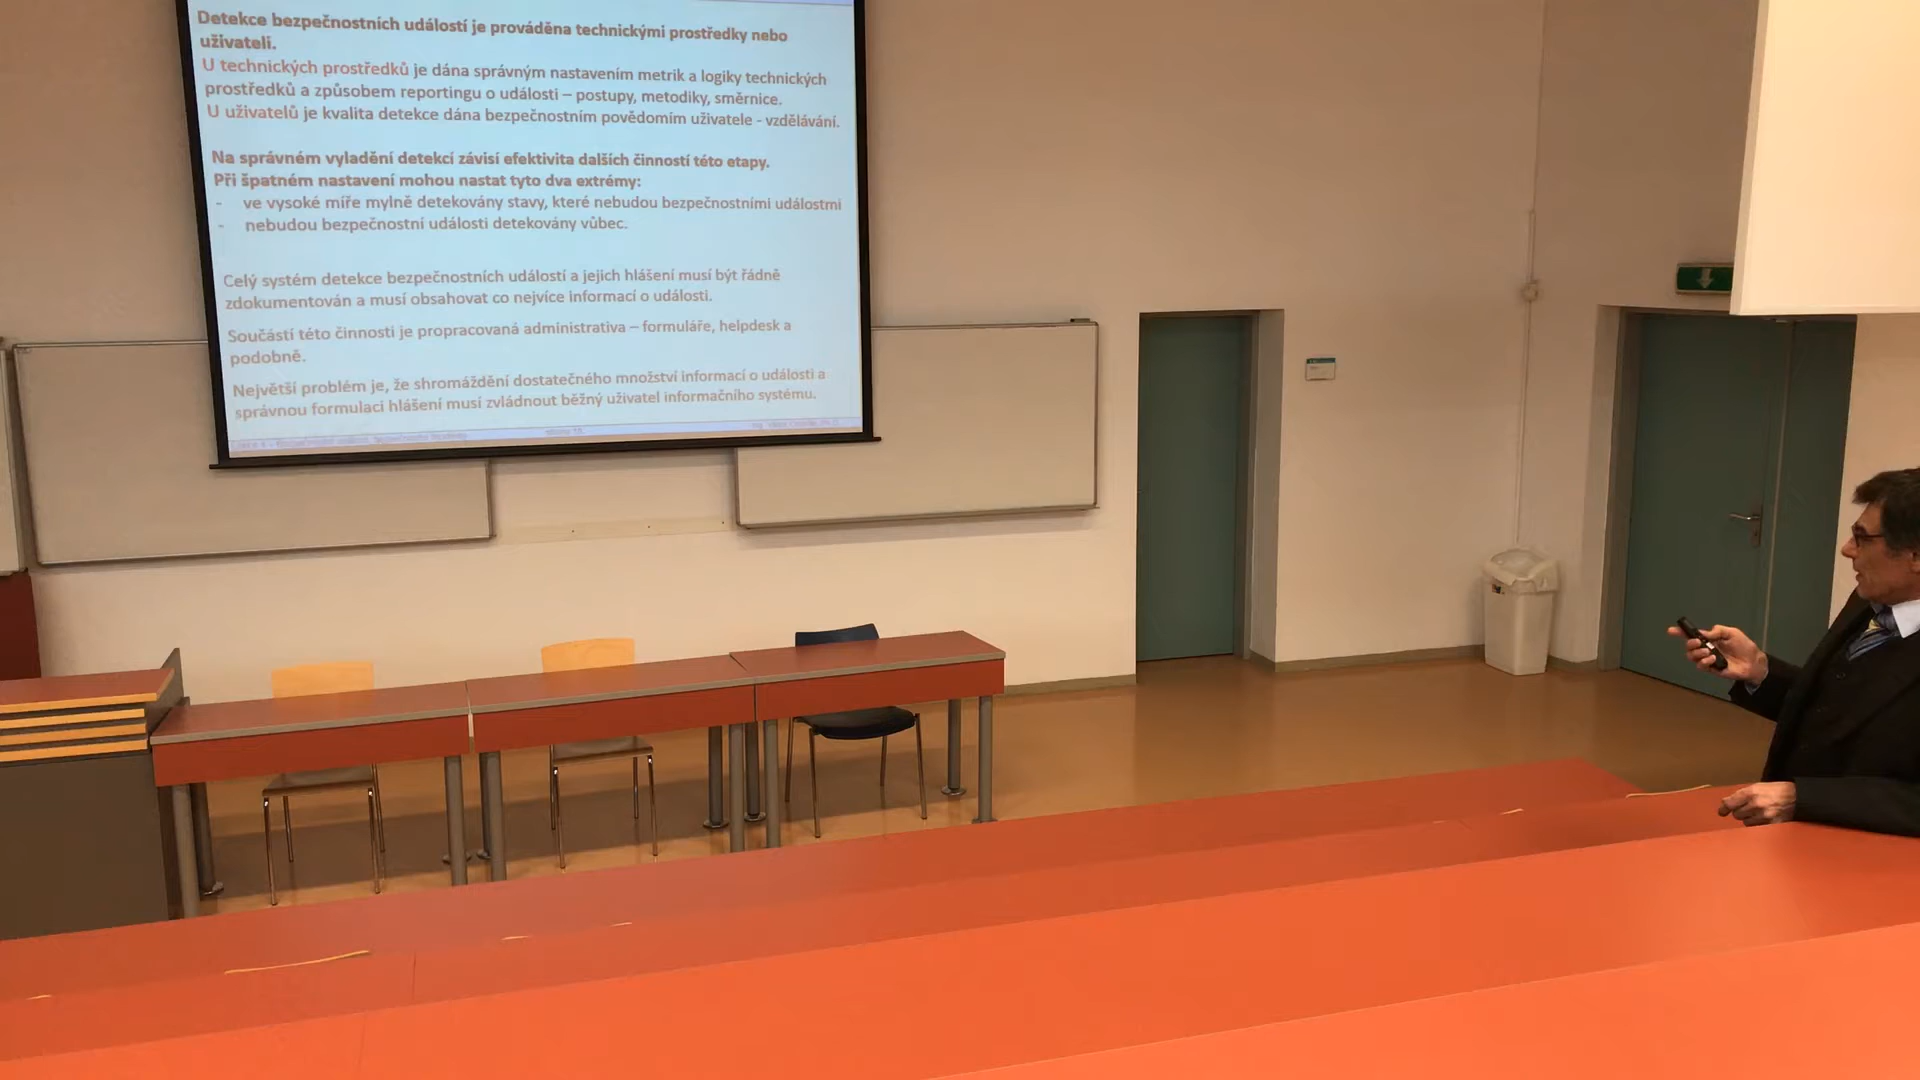 Detekce bezpečnostních událostí je prováděna technickými prostředky nebo
uživateli.
U technických prostředků je dána správným nastavením metrik a logiky technických
prostředků a způsobem reportingu o události – postupy, metodiky, směrnice.
U uživatelů je kvalita detekce dána bezpečnostním povědomím uživatele - vzdělávání.
Na správném vyladění detekcí závisí efektivita dalších činností této etapy.
Při špatném nastavení mohou nastat tyto dva extrémy:
- ve vysoké míře mylně detekovány stavy, které nebudou bezpečnostními událostmi
- nebudou bezpečnostní události detekovány vůbec.
Celý systém detekce bezpečnostních událostí a jejich hlášení musí být řádně
zdokumentován a musí obsahovat co nejvíce informací o události.
Součástí této činnosti je propracovaná administrativa – formuláře, helpdesk a
podobně.
Největší problém je, že shromáždění dostatečného množství informací o události a
správnou formulaci hlášení musí zvládnout běžný uživatel informačního systému.